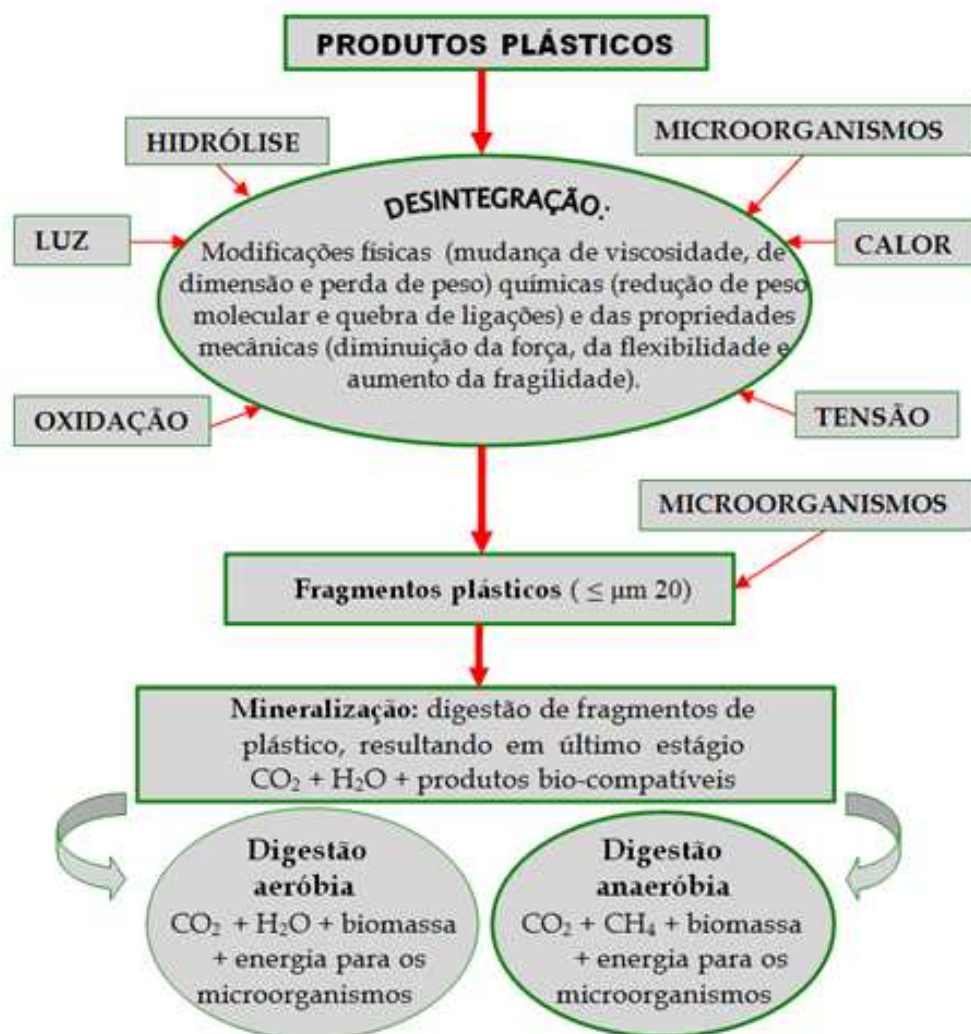 PRODUTOS PLÁSTICOS
HIDRÓLISE
MICROORGANISMOS
LUZ
CALOR
DESINTEGRAÇÃO:
Modificações físicas (mudança de viscosidade, de
dimensão e perda de peso) químicas (redução de peso
molecular e quebra de ligações) e das propriedades
mecânicas (diminuição da força, da flexibilidade e
aumento da fragilidade).
OXIDAÇÃO
TENSÃO
MICROORGANISMOS
Fragmentos plásticos ( ≤ μm 20)
Mineralização: digestão de fragmentos de
plástico, resultando em último estágio
CO₂ + H₂O + produtos bio-compatíveis
Digestão
aeróbia
CO₂ + H₂O + biomassa
+ energia para os
microorganismos
Digestão
anaeróbia
CO₂ + CH₄ + biomassa
+ energia para os
microorganismos